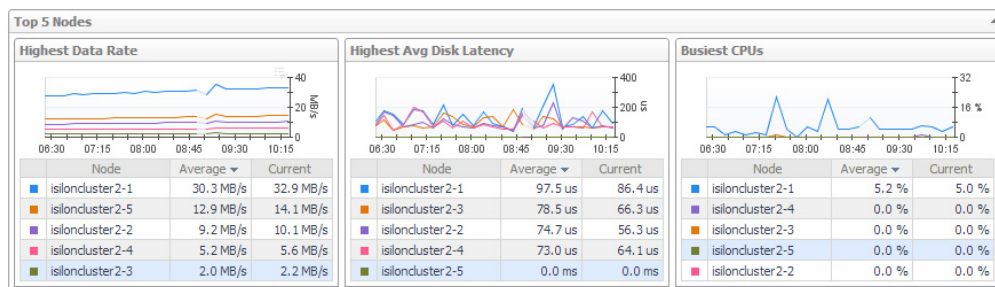 Top 5 Nodes
Highest Data Rate
40
20
0
MB/s
06:30 07:15 08:00 08:45 09:30 10:15
Node Average Current
isiloncluster2-1 30.3 MB/s 32.9 MB/s
isiloncluster2-5 12.9 MB/s 14.1 MB/s
isiloncluster2-2 9.2 MB/s 10.1 MB/s
isiloncluster2-4 5.2 MB/s 5.6 MB/s
isiloncluster2-3 2.0 MB/s 2.2 MB/s
Highest Avg Disk Latency
400
200
0
us
06:30 07:15 08:00 08:45 09:30 10:15
Node Average Current
isiloncluster2-1 97.5 us 86.4 us
isiloncluster2-3 78.5 us 66.3 us
isiloncluster2-2 74.7 us 56.3 us
isiloncluster2-4 73.0 us 64.1 us
isiloncluster2-5 0.0 ms 0.0 ms
Busiest CPUs
32
16
0
%
06:30 07:15 08:00 08:45 09:30 10:15
Node Average Current
isiloncluster2-1 5.2 % 5.0 %
isiloncluster2-4 0.0 % 0.0 %
isiloncluster2-3 0.0 % 0.0 %
isiloncluster2-5 0.0 % 0.0 %
isiloncluster2-2 0.0 % 0.0 %